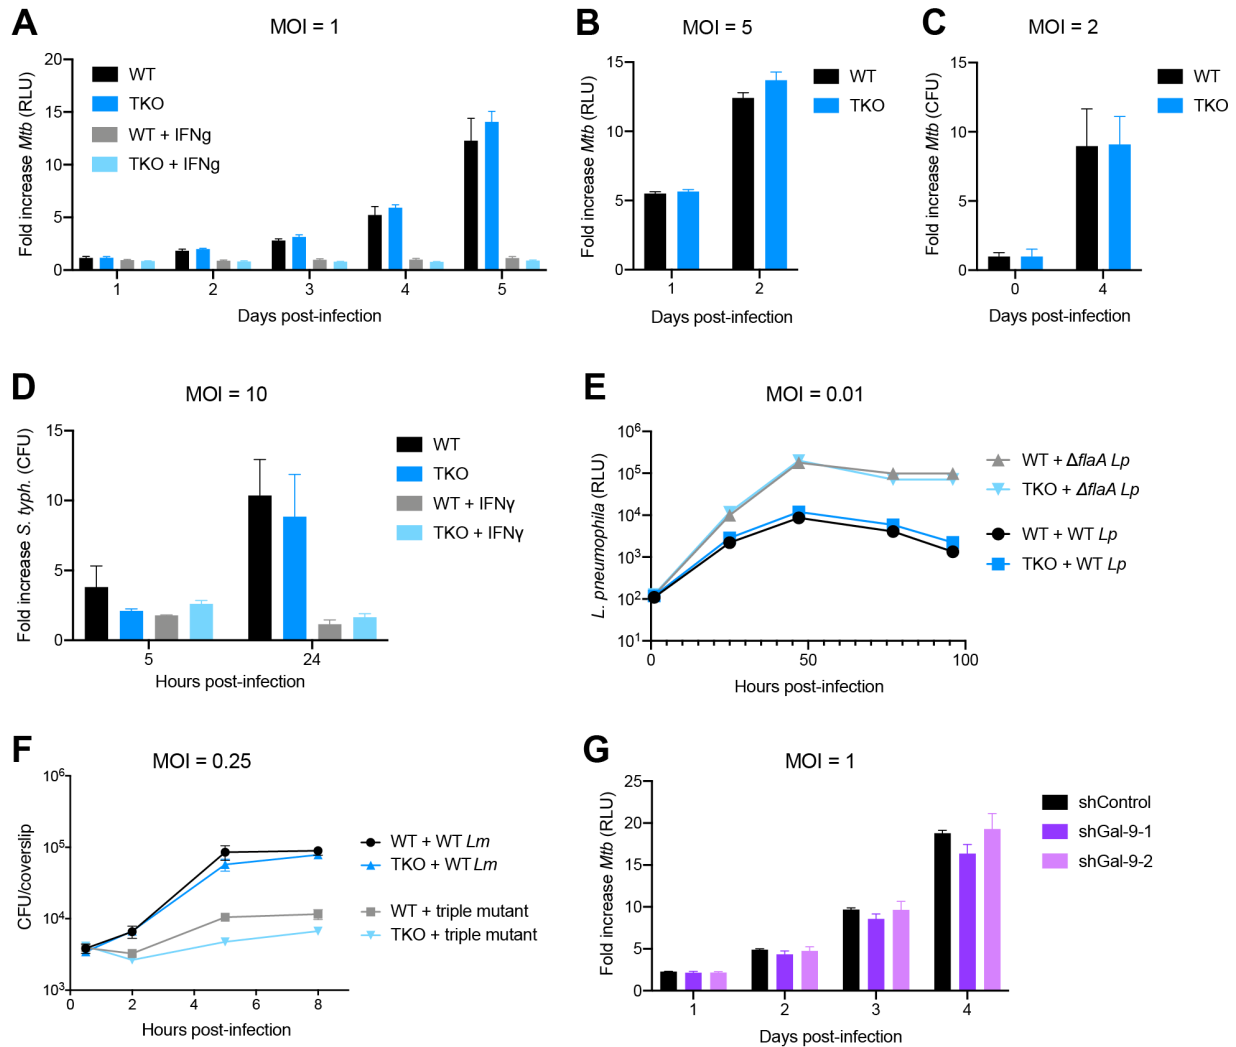 A
MOI = 1
Fold increase Mtb (RLU)
20
15
10
5
0
WT
TKO
WT + IFNg
TKO + IFNg
1 2 3 4 5
Days post-infection
B
MOI = 5
Fold increase Mtb (RLU)
15
10
5
0
WT
TKO
1 2
Days post-infection
C
MOI = 2
Fold increase Mtb (CFU)
15
10
5
0
WT
TKO
0 4
Days post-infection
D
MOI = 10
Fold increase S. typh. (CFU)
15
10
5
0
WT
TKO
WT + IFNγ
TKO + IFNγ
5 24
Hours post-infection
E
MOI = 0.01
L. pneumophila (RLU)
10⁶
10⁵
10⁴
10³
10²
10¹
0 50 100
Hours post-infection
WT + ΔflaA Lp
TKO + ΔflaA Lp
WT + WT Lp
TKO + WT Lp
F
MOI = 0.25
CFU/coverslip
10⁶
10⁵
10⁴
10³
0 2 4 6 8
Hours post-infection
WT + WT Lm
TKO + WT Lm
WT + triple mutant
TKO + triple mutant
G
MOI = 1
Fold increase Mtb (RLU)
25
20
15
10
5
0
1 2 3 4
Days post-infection
shControl
shGal-9-1
shGal-9-2